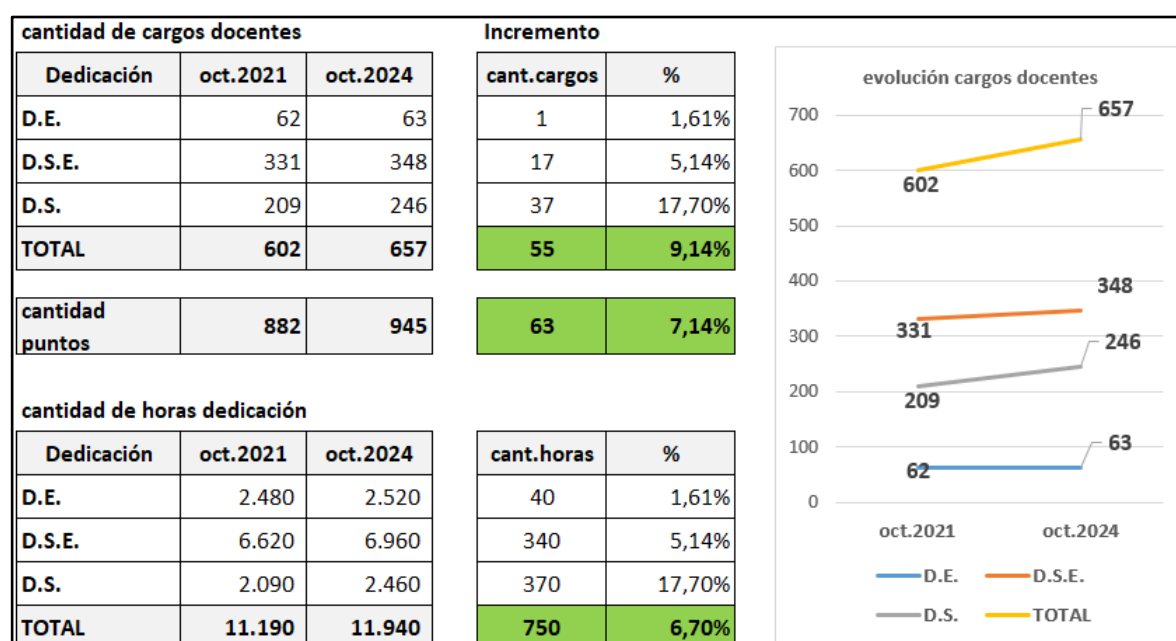 cantidad de cargos docentes Incremento
Dedicación oct.2021 oct.2024 cant.cargos %
D.E. 62 63 1 1,61%
D.S.E. 331 348 17 5,14%
D.S. 209 246 37 17,70%
TOTAL 602 657 55 9,14%
cantidad
puntos 882 945 63 7,14%
cantidad de horas dedicación
Dedicación oct.2021 oct.2024 cant.horas %
D.E. 2.480 2.520 40 1,61%
D.S.E. 6.620 6.960 340 5,14%
D.S. 2.090 2.460 370 17,70%
TOTAL 11.190 11.940 750 6,70%
evolución cargos docentes
700
657
600
602
500
400
348
300
331
246
200
209
100
63
62
0
oct.2021 oct.2024
D.E. D.S.E.
D.S. TOTAL